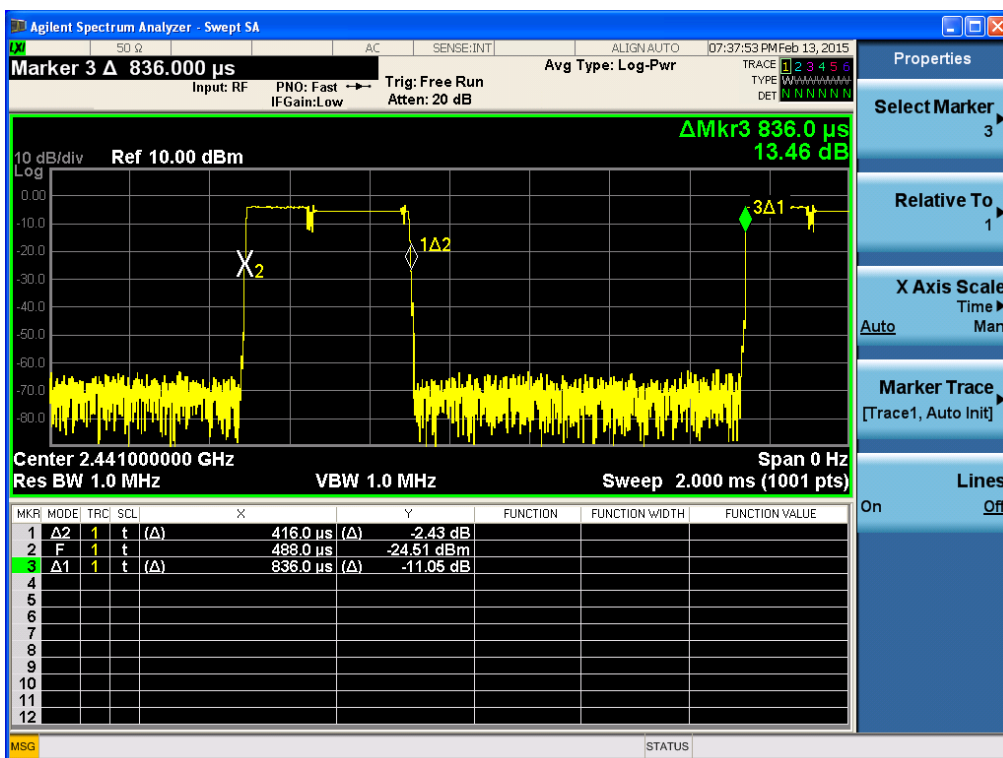 Agilent Spectrum Analyzer - Swept SA
LXI 50 Ω AC SENSE:INT ALIGN AUTO 07:37:53 PM Feb 13, 2015
Marker 3 Δ 836.000 µs
Input: RF PNO: Fast Trig: Free Run Avg Type: Log-Pwr TRACE 1 2 3 4 5 6
IFGain:Low Atten: 20 dB TYPE WWWWWW
DET N N N N N N
ΔMkr3 836.0 µs
13.46 dB
10 dB/div Ref 10.00 dBm
Log
0.00
-10.0
-20.0
-30.0
-40.0
-50.0
-60.0
-70.0
-80.0
X2
1Δ2
3Δ1
Center 2.441000000 GHz Span 0 Hz
Res BW 1.0 MHz VBW 1.0 MHz Sweep 2.000 ms (1001 pts)
MKR MODE TRC SCL X Y FUNCTION FUNCTION WIDTH FUNCTION VALUE
1 Δ2 1 t (Δ) 416.0 µs (Δ) -2.43 dB
2 F 1 t 488.0 µs -24.51 dBm
3 Δ1 1 t (Δ) 836.0 µs (Δ) -11.05 dB
4
5
6
7
8
9
10
11
12
MSG STATUS
Properties
Select Marker
3
Relative To
1
X Axis Scale
Time
Auto Man
Marker Trace
[Trace1, Auto Init]
Lines
On Off